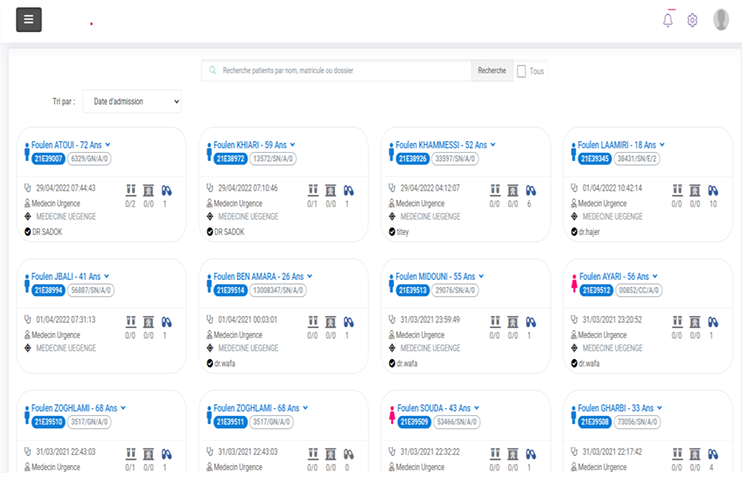 Recherche patients par nom, matricule ou dossier Recherche Tous
Tri par : Date d'admission
Foulen ATOUI - 72 Ans
21E39007 6329/GN/A/0
29/04/2022 07:44:43
Medecin Urgence 0/2 0/0 1
MEDECINE UEGENGE
DR SADOK
Foulen KHIARI - 59 Ans
21E38972 13572/SN/A/0
29/04/2022 07:10:46
Medecin Urgence 0/1 0/0 1
MEDECINE UEGENGE
DR SADOK
Foulen KHAMMESSI - 52 Ans
21E38926 33597/SN/A/0
29/04/2022 04:12:07
Medecin Urgence 0/0 0/0 6
MEDECINE UEGENGE
titey
Foulen LAAMIRI - 18 Ans
21E39345 38431/SN/E/2
01/04/2022 10:42:14
Medecin Urgence 0/0 0/0 10
MEDECINE UEGENGE
dr.hajer
Foulen JBALI - 41 Ans
21E38994 56887/SN/A/0
01/04/2022 07:31:13
Medecin Urgence 0/0 0/0 1
MEDECINE UEGENGE
Foulen BEN AMARA - 26 Ans
21E39514 13008347/SN/A/0
01/04/2021 00:03:01
Medecin Urgence 0/0 0/0 1
MEDECINE UEGENGE
dr.wafa
Foulen MIDOUNI - 55 Ans
21E39513 29076/SN/A/0
31/03/2021 23:59:49
Medecin Urgence 0/0 0/0 1
MEDECINE UEGENGE
dr.wafa
Foulen AYARI - 56 Ans
21E39512 00852/CC/A/0
31/03/2021 23:20:52
Medecin Urgence 0/0 0/0 1
MEDECINE UEGENGE
dr.wafa
Foulen ZOGHLAMI - 68 Ans
21E39510 3517/GN/A/0
31/03/2021 22:43:03
Medecin Urgence 0/1 0/0 1
Foulen ZOGHLAMI - 68 Ans
21E39511 3517/GN/A/0
31/03/2021 22:43:03
Medecin Urgence 0/0 0/0 0
Foulen SOUDA - 43 Ans
21E39509 53466/SN/A/0
31/03/2021 22:32:22
Medecin Urgence 0/0 0/0 1
Foulen GHARBI - 33 Ans
21E39508 73056/SN/A/0
31/03/2021 22:17:42
Medecin Urgence 0/0 0/0 4